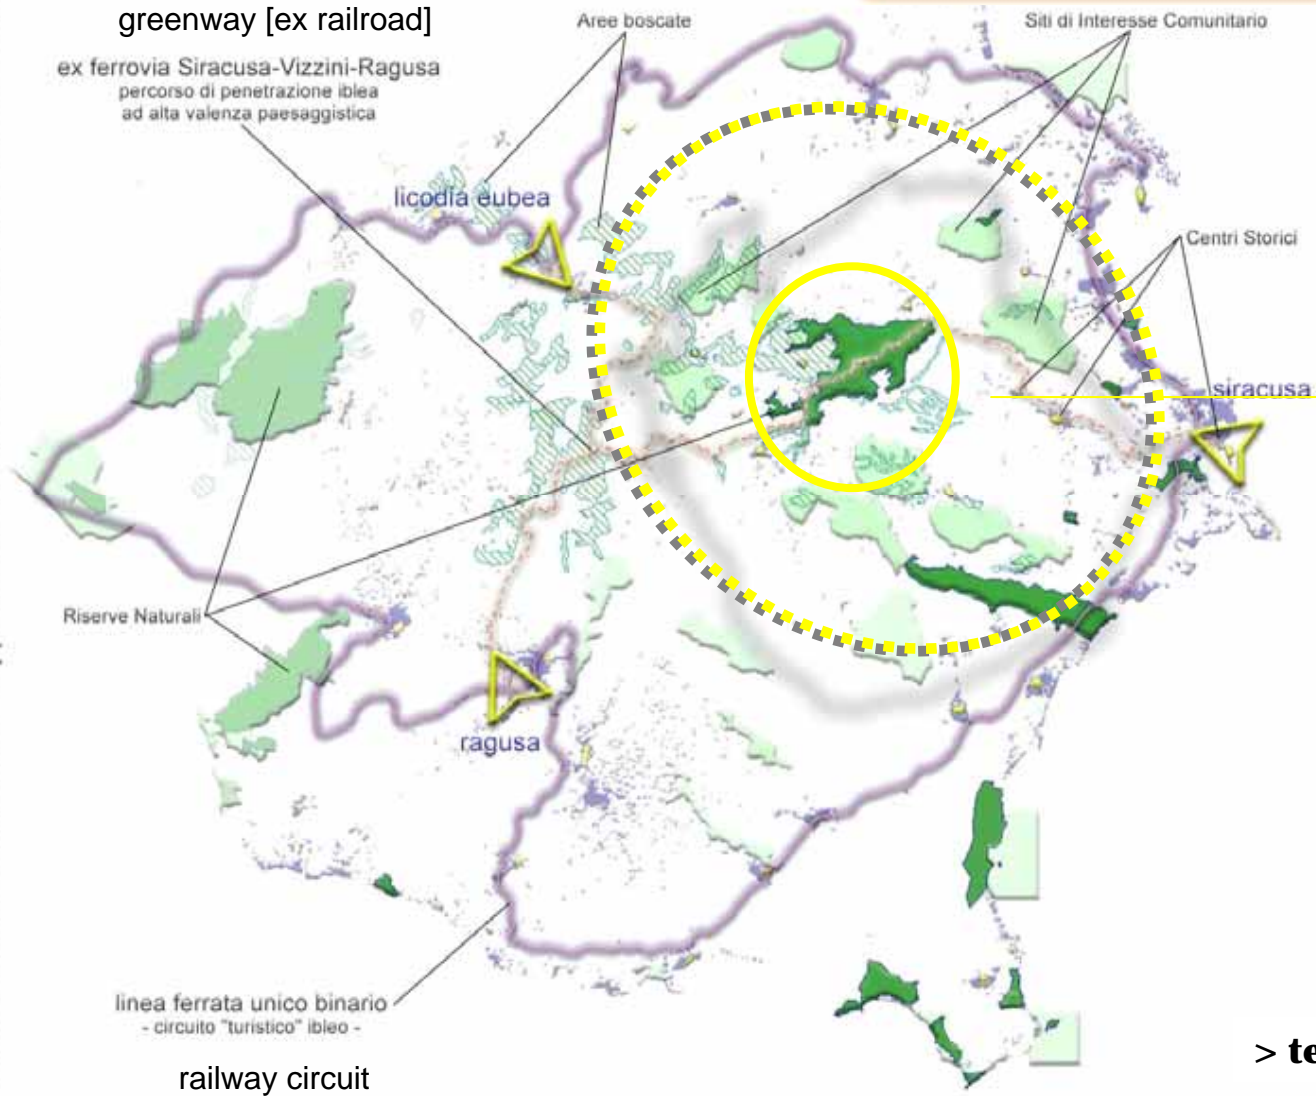 greenway [ex railroad]
ex ferrovia Siracusa-Vizzini-Ragusa
percorso di penetrazione iblea
ad alta valenza paesaggistica
Aree boscate
Siti di Interesse Comunitario
licodia eubea
Centri Storici
siracusa
Riserve Naturali
ragusa
linea ferrata unico binario
- circuito "turistico" ibleo -
railway circuit
> te